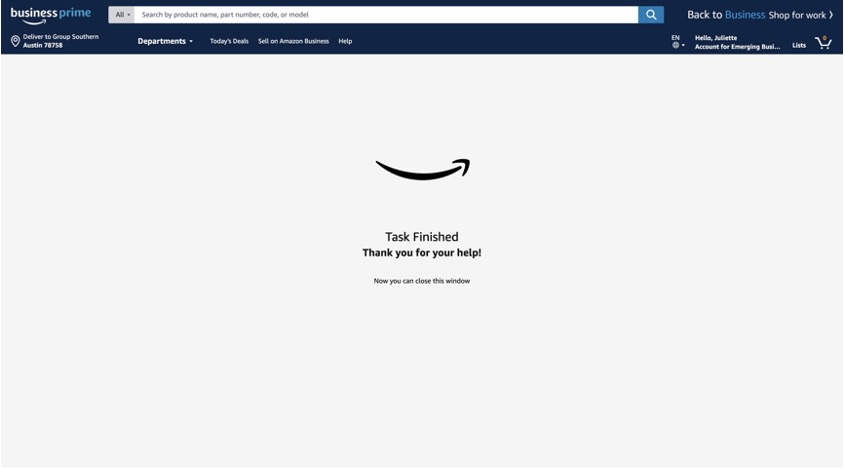 business prime
All
Search by product name, part number, code, or model
Back to Business Shop for work
Deliver to Group Southern
Austin 78758
Departments
Today's Deals
Sell on Amazon Business
Help
EN
Hello, Juliette
Account for Emerging Busi...
Lists
0
Task Finished
Thank you for your help!
Now you can close this window